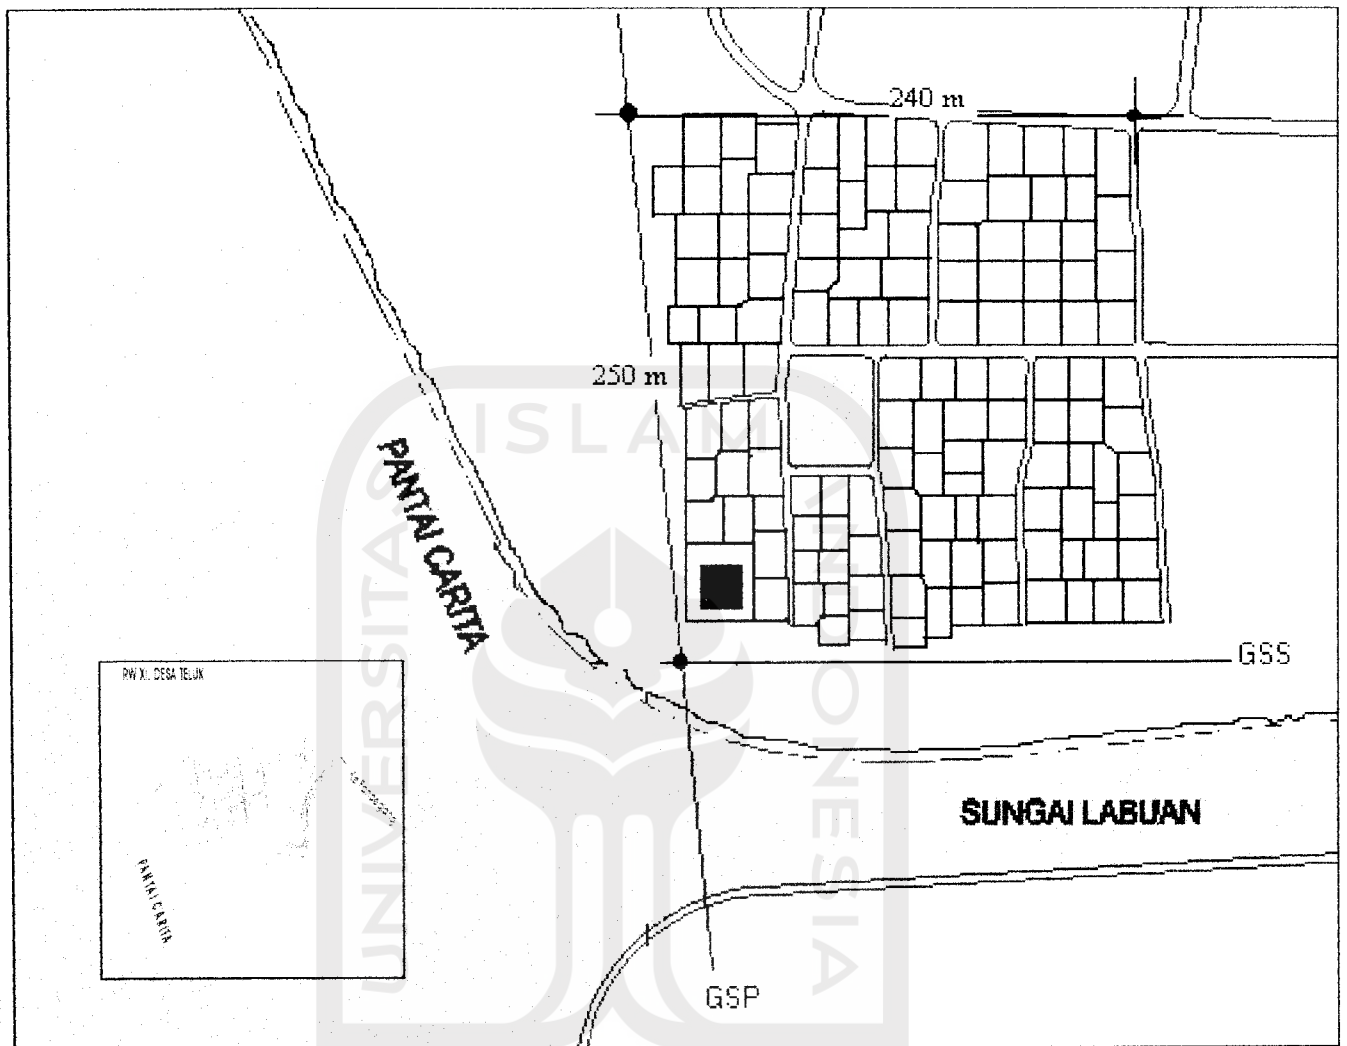 240 m
250 m
PANTAI CARITA
GSS
RW XI. DESA TELUK
PANTAI CARITA
SUNGAI LABUAN
GSP
UNIVERSITAS
ISLAM
INDONESIA